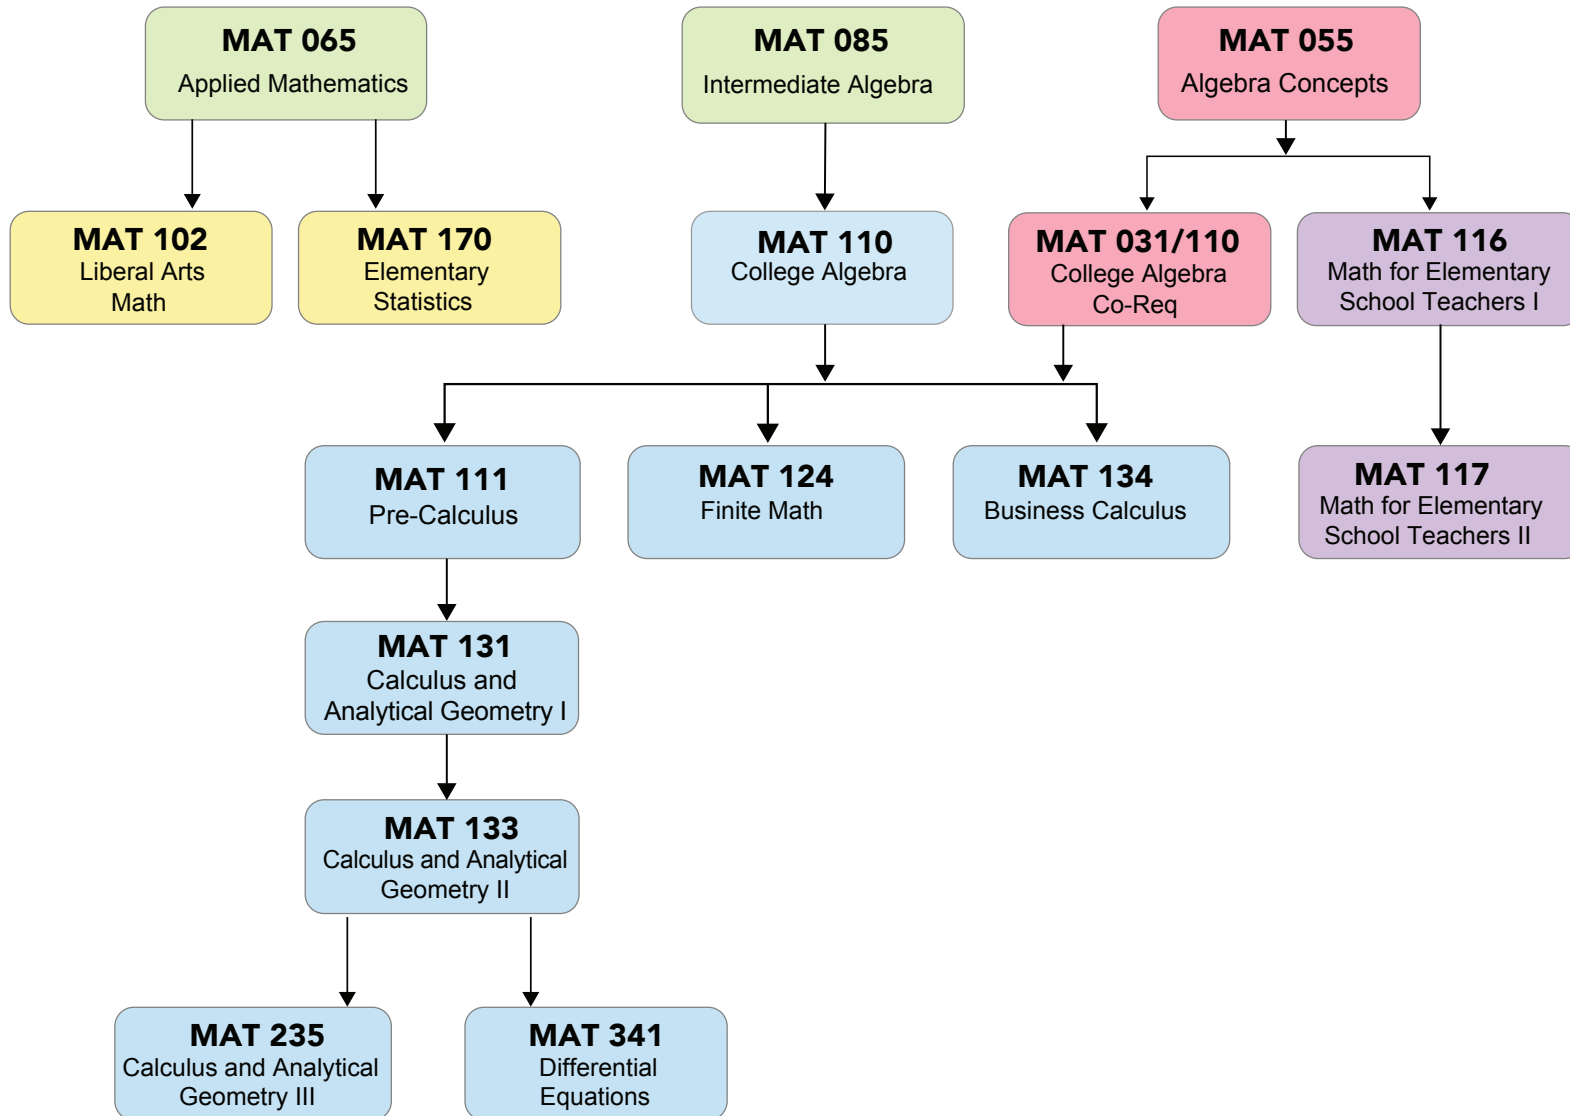 MAT 065
Applied Mathematics
MAT 085
Intermediate Algebra
MAT 055
Algebra Concepts
MAT 102
Liberal Arts
Math
MAT 170
Elementary
Statistics
MAT 110
College Algebra
MAT 031/110
College Algebra
Co-Req
MAT 116
Math for Elementary
School Teachers I
MAT 111
Pre-Calculus
MAT 124
Finite Math
MAT 134
Business Calculus
MAT 117
Math for Elementary
School Teachers II
MAT 131
Calculus and
Analytical Geometry I
MAT 133
Calculus and Analytical
Geometry II
MAT 235
Calculus and Analytical
Geometry III
MAT 341
Differential
Equations